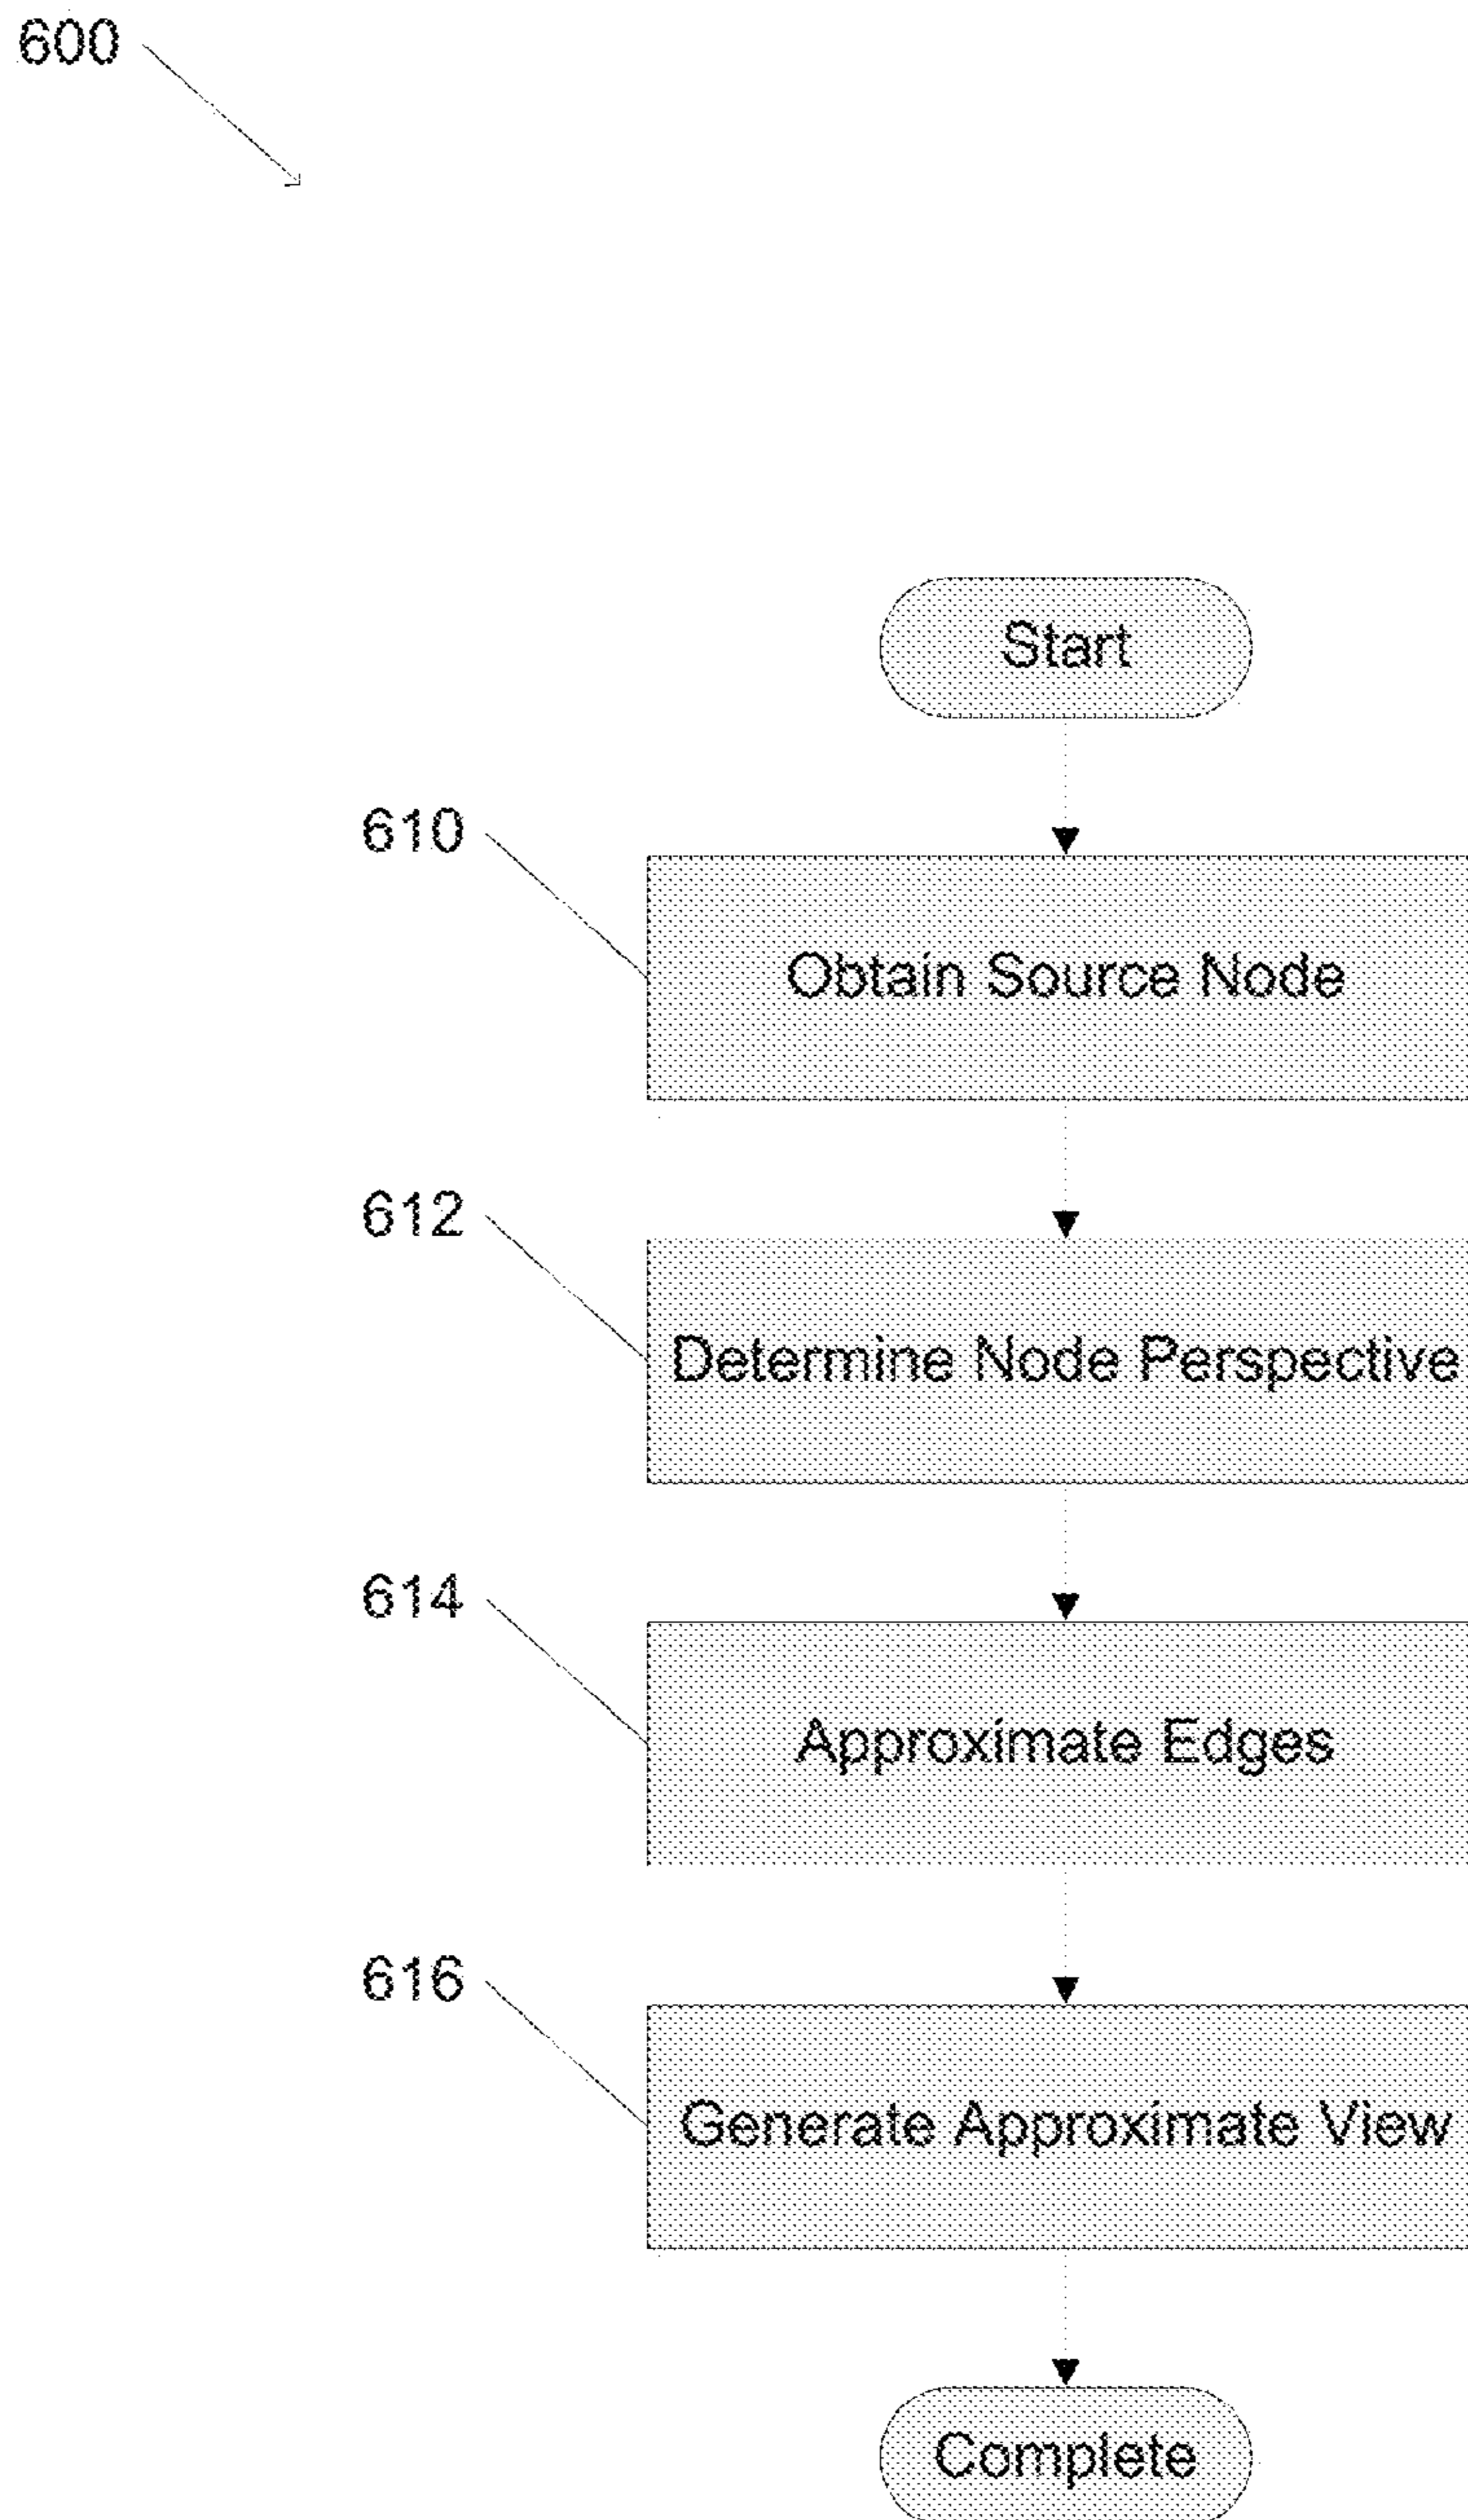 600
Start
610
Obtain Source Node
612
Determine Node Perspective
614
Approximate Edges
616
Generate Approximate View
Complete